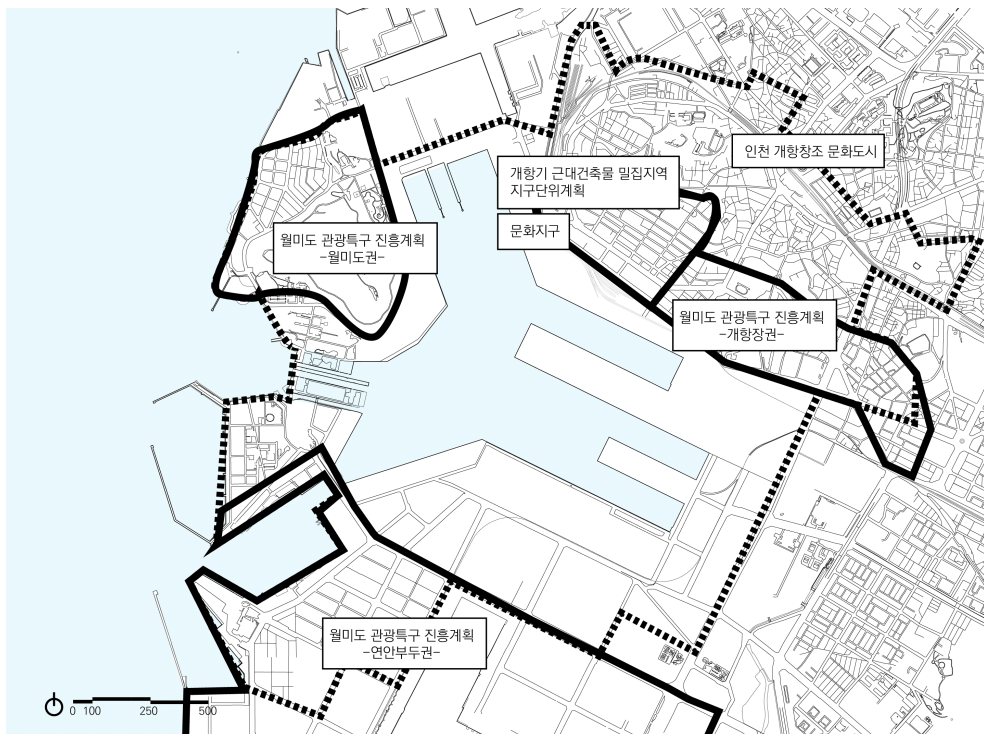 인천 개항창조 문화도시
개항기 근대건축물 밀집지역
지구단위계획
문화지구
월미도 관광특구 진흥계획
-월미도권-
월미도 관광특구 진흥계획
-개항장권-
월미도 관광특구 진흥계획
-연안부두권-
0 100 250 500